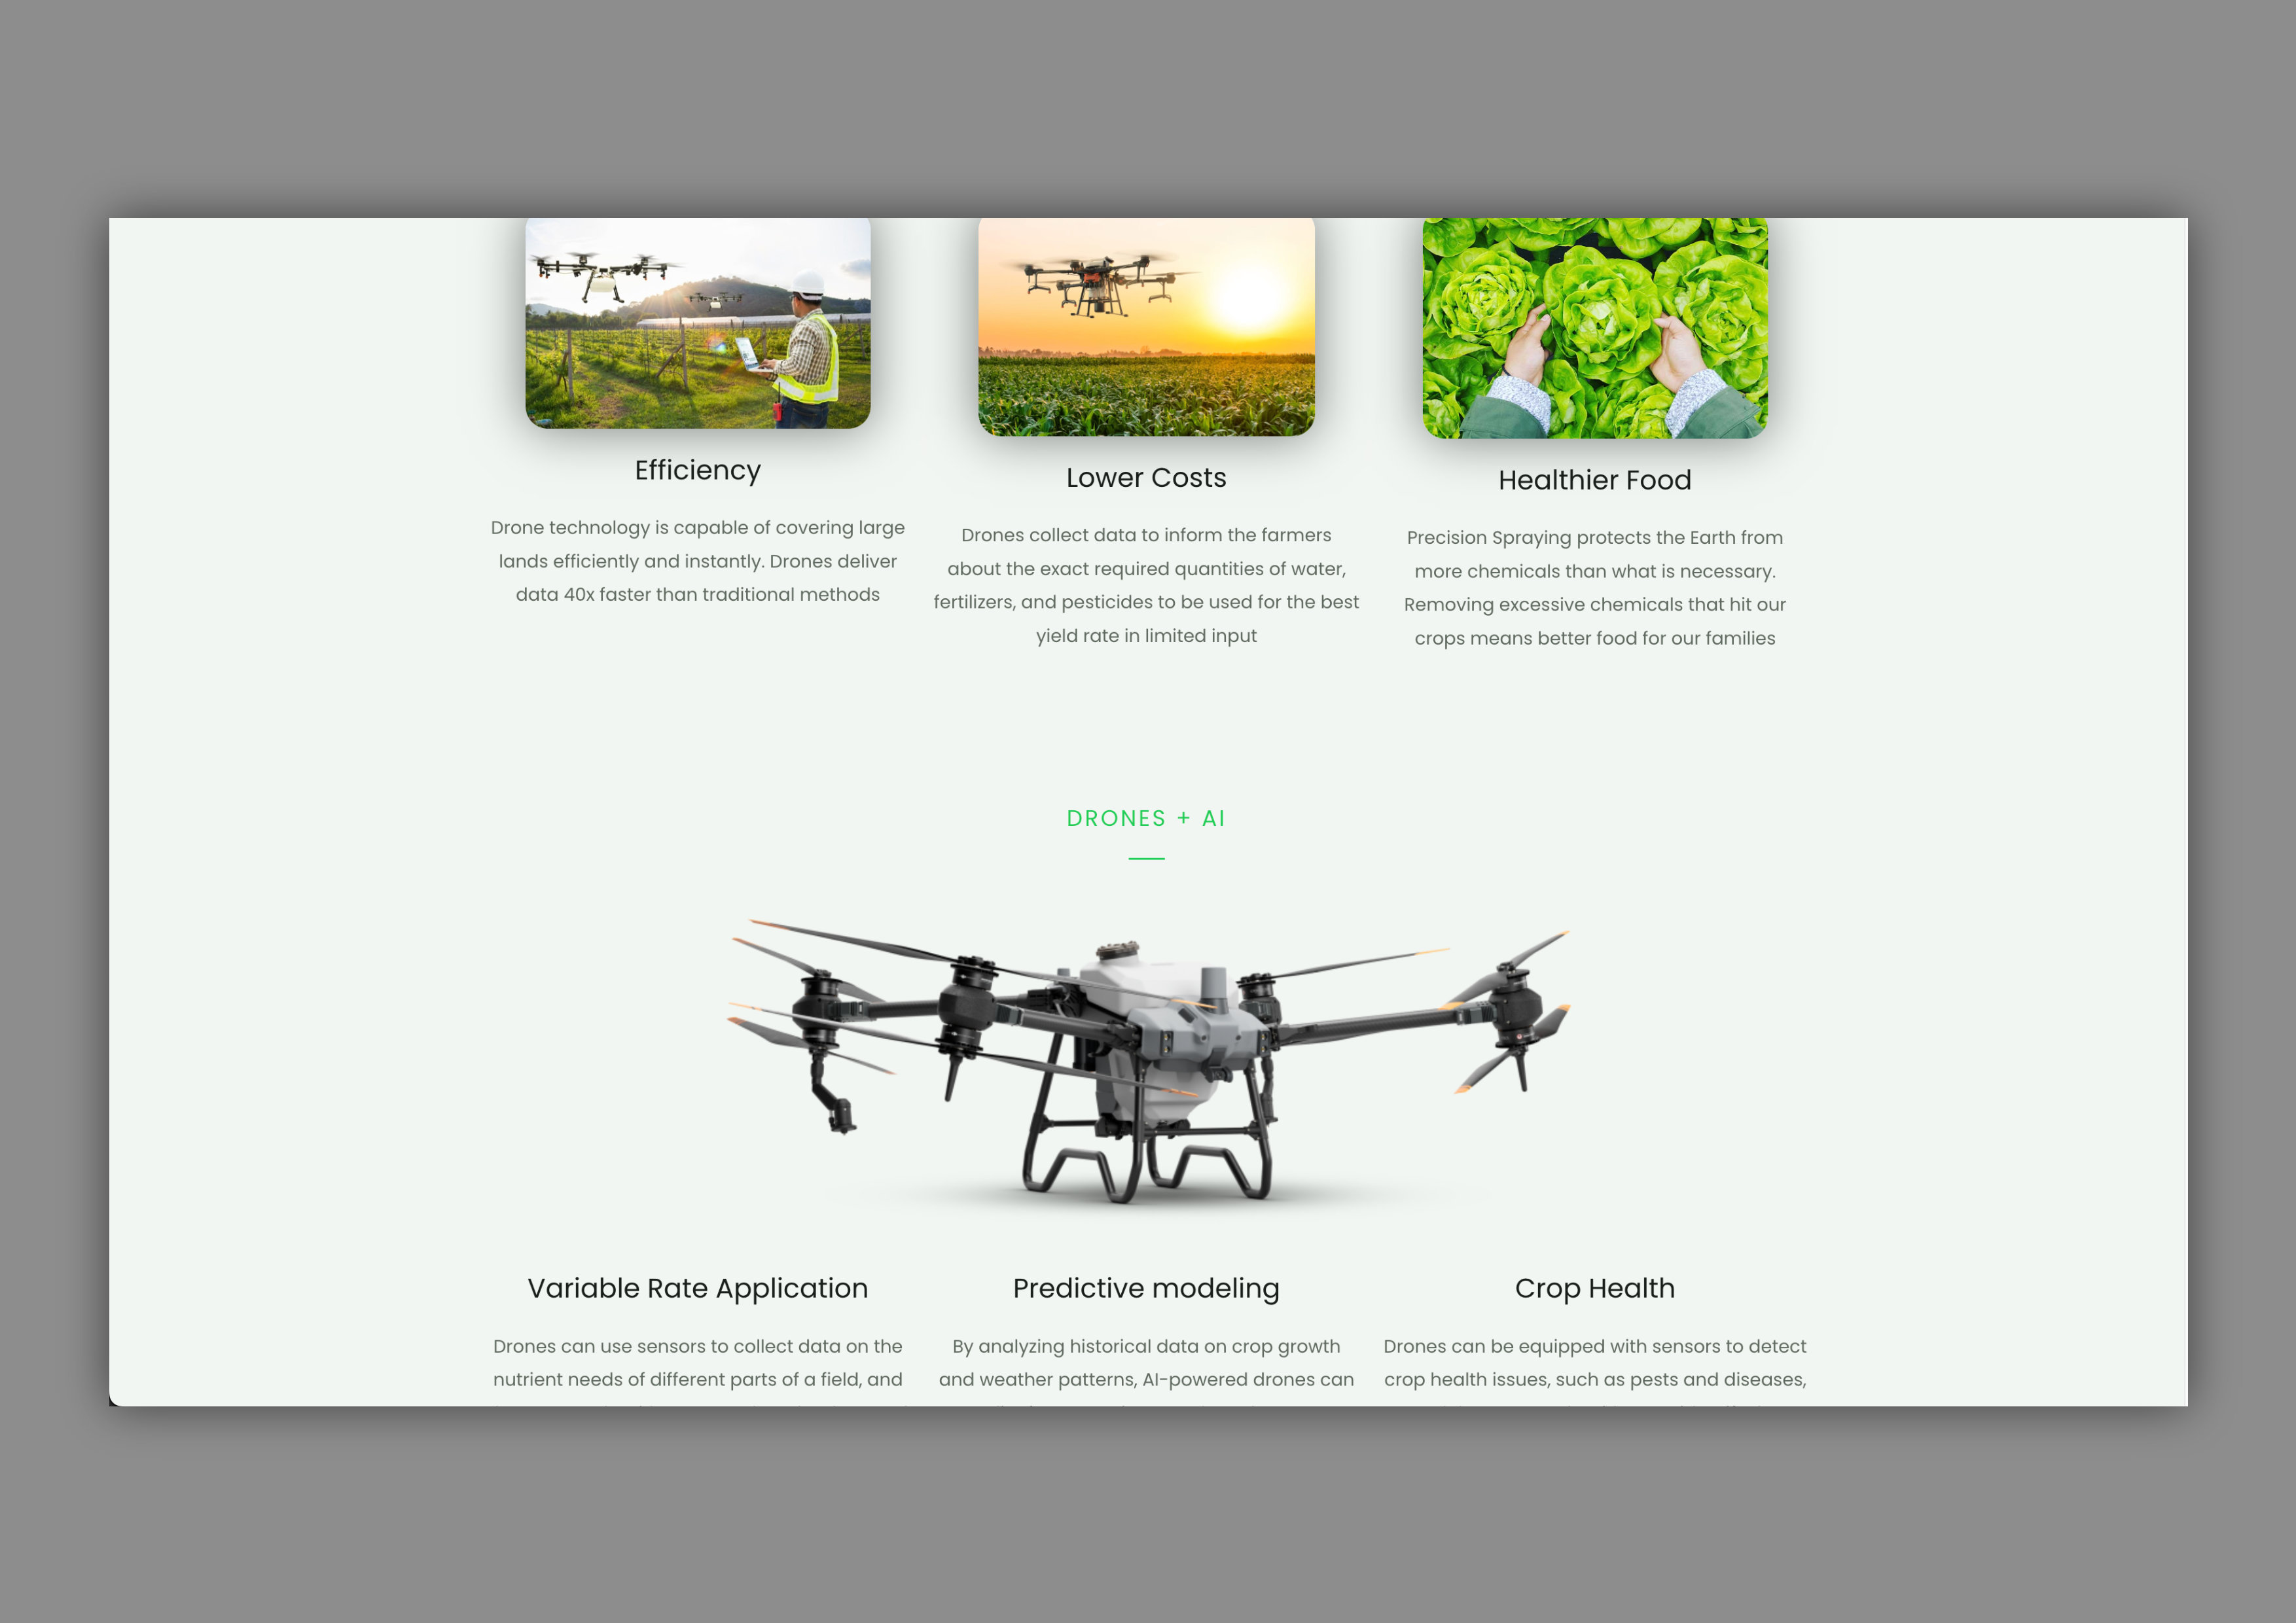 Efficiency
Drone technology is capable of covering large
lands efficiently and instantly. Drones deliver
data 40x faster than traditional methods
Lower Costs
Drones collect data to inform the farmers
about the exact required quantities of water,
fertilizers, and pesticides to be used for the best
yield rate in limited input
Healthier Food
Precision Spraying protects the Earth from
more chemicals than what is necessary.
Removing excessive chemicals that hit our
crops means better food for our families
DRONES + AI
Variable Rate Application
Drones can use sensors to collect data on the
nutrient needs of different parts of a field, and
Predictive modeling
By analyzing historical data on crop growth
and weather patterns, AI-powered drones can
Crop Health
Drones can be equipped with sensors to detect
crop health issues, such as pests and diseases,